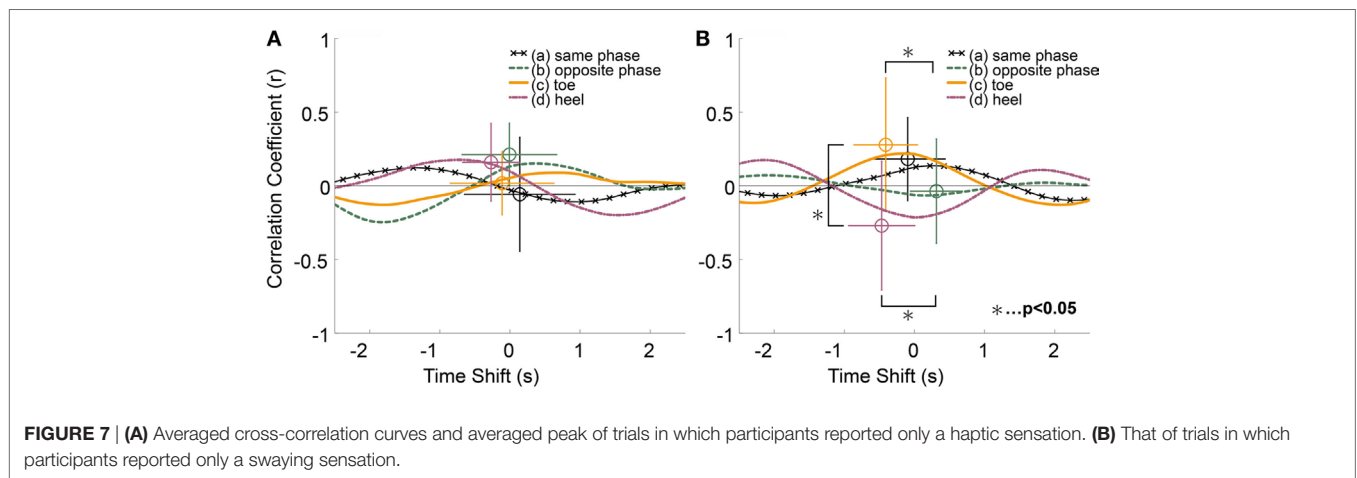 A
1
0.5
0
-0.5
-1
Correlation Coefficient (r)
(a) same phase
(b) opposite phase
(c) toe
(d) heel
-2 -1 0 1 2
Time Shift (s)
B
1
0.5
0
-0.5
-1
*
(a) same phase
(b) opposite phase
(c) toe
(d) heel
*
*
*...p<0.05
-2 -1 0 1 2
Time Shift (s)
FIGURE 7 | (A) Averaged cross-correlation curves and averaged peak of trials in which participants reported only a haptic sensation. (B) That of trials in which
participants reported only a swaying sensation.